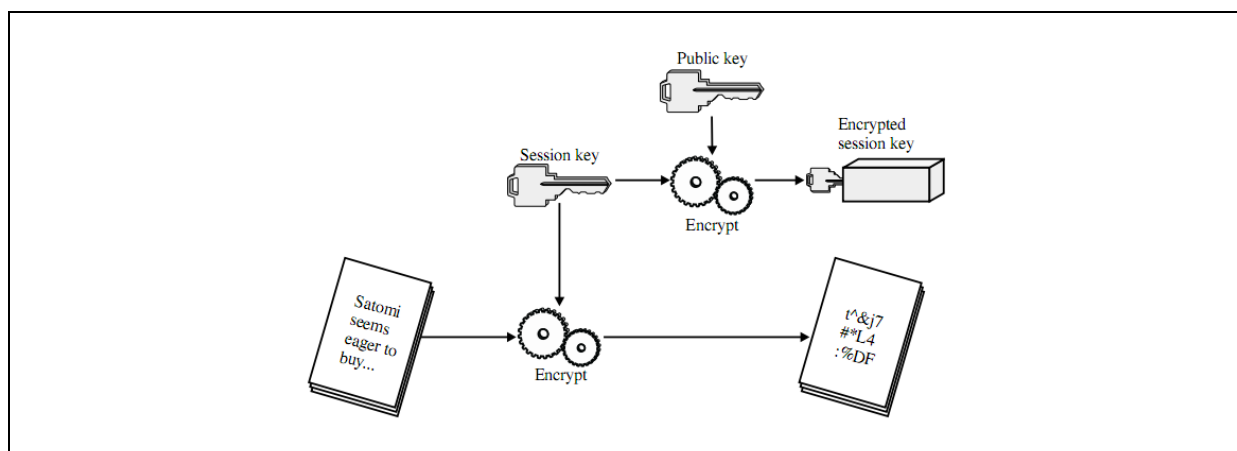 Public key
Encrypted
session key
Session key
Encrypt
Satomi
seems
eager to
buy...
Encrypt
t^&j7
#*L4
:%DF